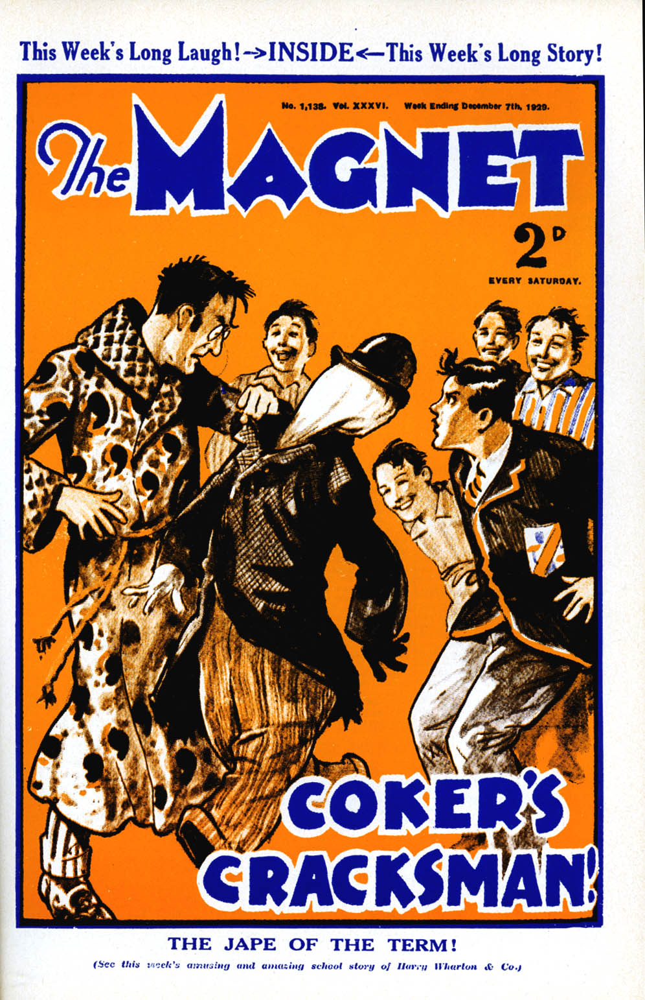 This Week's Long Laugh!->INSIDE<-This Week's Long Story!
No. 1,138. Vol. XXXVI. Week Ending December 7th, 1929.
The MAGNET
2D
EVERY SATURDAY.
COKER'S
CRACKSMAN!
THE JAPE OF THE TERM!
(See this week's amusing and amazing school story of Harry Wharton & Co.)